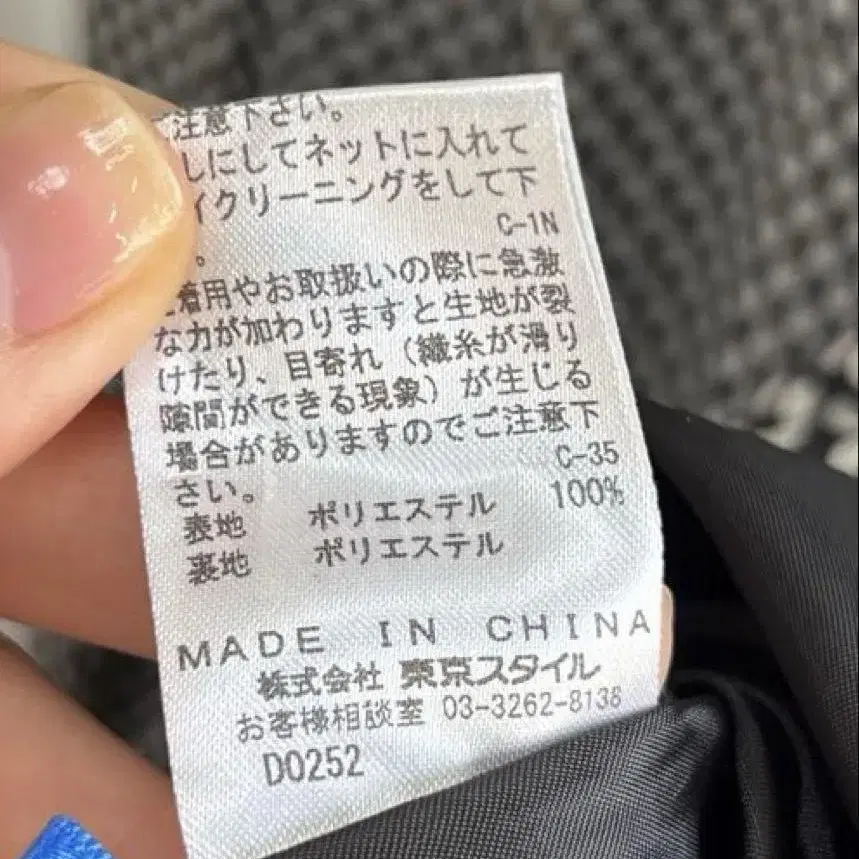 ご注意下さい。
しにしてネットに入れて
イクリーニングをして下
C-1N
。
着用やお取扱いの際に急激
な力が加わりますと生地が裂
けたり、目寄れ（織糸が滑り
隙間ができる現象）が生じる
場合がありますのでご注意下
C-35
さい。
表地 ポリエステル 100%
裏地 ポリエステル
MADE IN CHINA
株式会社 東京スタイル
お客様相談室 03-3262-8138
D0252